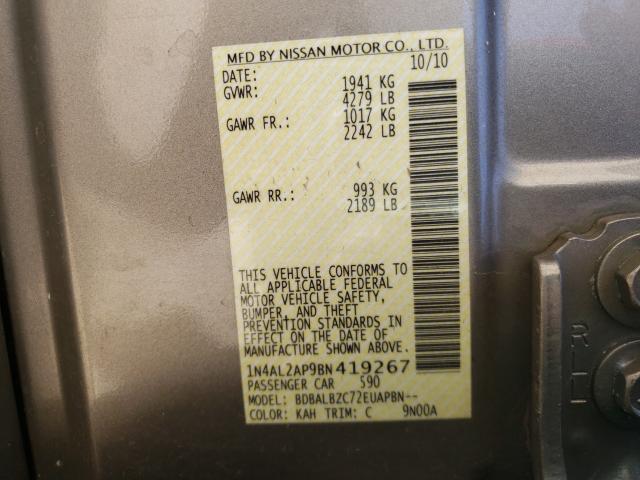 MFD BY NISSAN MOTOR CO., LTD.
DATE: 10/10
GVWR: 1941 KG
4279 LB
GAWR FR.: 1017 KG
2242 LB
GAWR RR.: 993 KG
2189 LB
THIS VEHICLE CONFORMS TO
ALL APPLICABLE FEDERAL
MOTOR VEHICLE SAFETY,
BUMPER, AND THEFT
PREVENTION STANDARDS IN
EFFECT ON THE DATE OF
MANUFACTURE SHOWN ABOVE.
1N4AL2AP9BN419267
PASSENGER CAR 590
MODEL: BDBALBZC72EUAPBN--
COLOR: KAH TRIM: C 9N00A